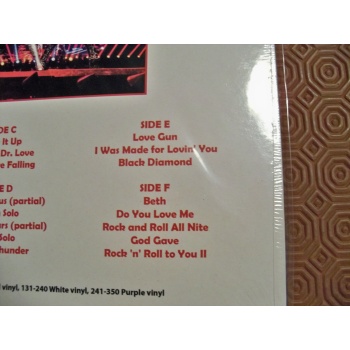 DE C
It Up
Dr. Love
e Falling
DE D
us (partial)
Solo
rs (partial)
Solo
hunder
SIDE E
Love Gun
I Was Made for Lovin' You
Black Diamond
SIDE F
Beth
Do You Love Me
Rock and Roll All Nite
God Gave
Rock 'n' Roll to You II
vinyl, 131-240 White vinyl, 241-350 Purple vinyl